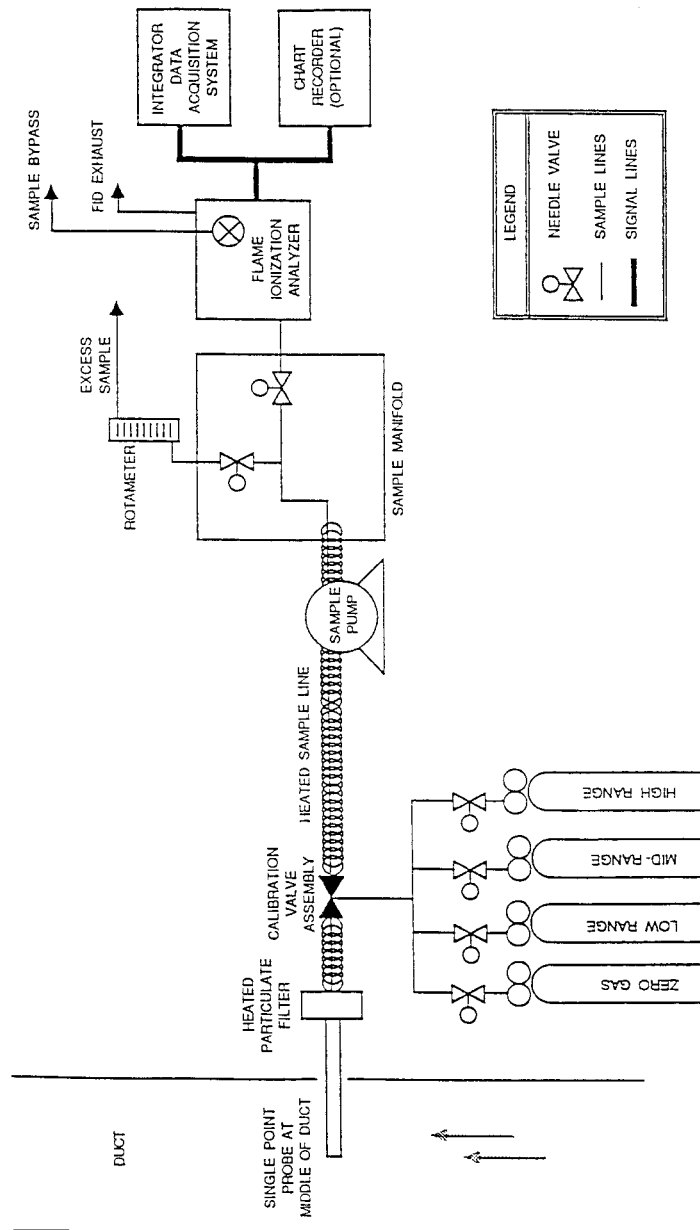 DUCT
SINGLE POINT
PROBE AT
MIDDLE OF DUCT
HEATED
PARTICULATE
FILTER
CALIBRATION
VALVE
ASSEMBLY
HEATED SAMPLE LINE
SAMPLE
PUMP
ZERO GAS
LOW RANGE
MID-RANGE
HIGH RANGE
ROTAMETER
EXCESS
SAMPLE
SAMPLE MANIFOLD
SAMPLE BYPASS
FID EXHAUST
FLAME
IONIZATION
ANALYZER
INTEGRATOR
DATA
ACQUISITION
SYSTEM
CHART
RECORDER
(OPTIONAL)
LEGEND
NEEDLE VALVE
SAMPLE LINES
SIGNAL LINES